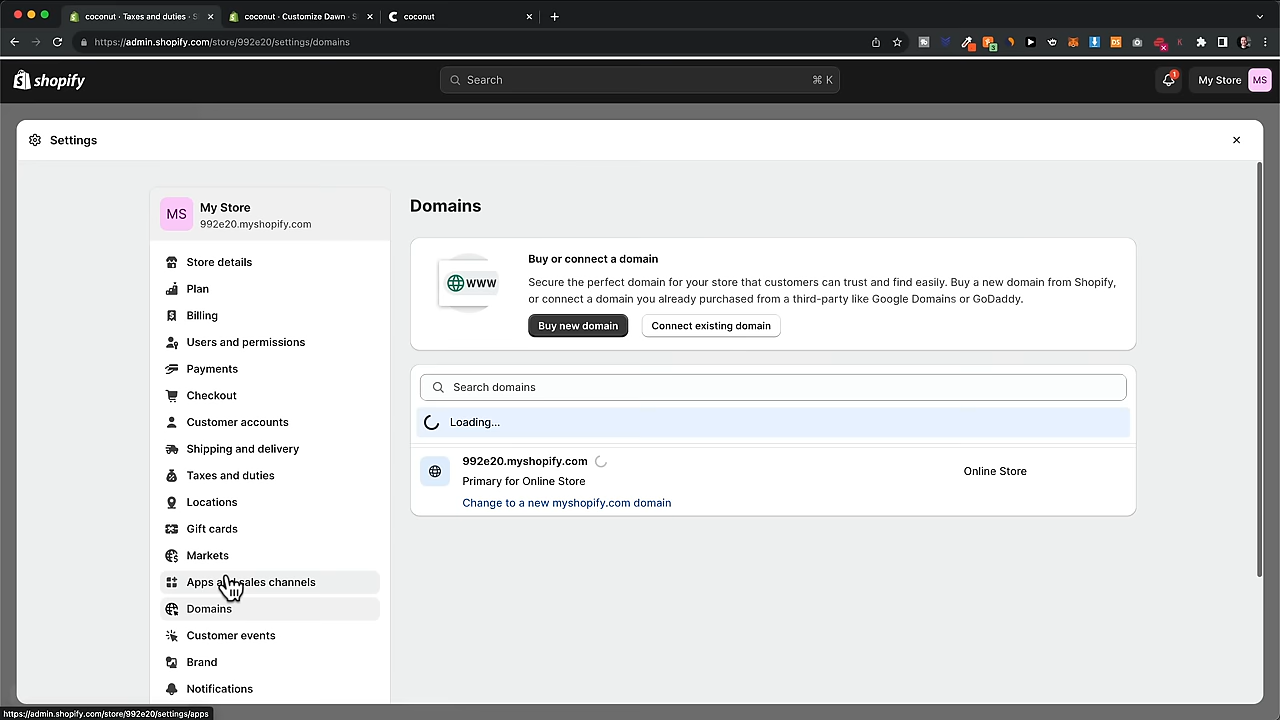 coconut · Taxes and duties · S
coconut · Customize Dawn · S
coconut
https://admin.shopify.com/store/992e20/settings/domains
shopify
Search
⌘ K
1
My Store
MS
Settings
MS
My Store
992e20.myshopify.com
Store details
Plan
Billing
Users and permissions
Payments
Checkout
Customer accounts
Shipping and delivery
Taxes and duties
Locations
Gift cards
Markets
Apps and sales channels
Domains
Customer events
Brand
Notifications
Domains
WWW
Buy or connect a domain
Secure the perfect domain for your store that customers can trust and find easily. Buy a new domain from Shopify,
or connect a domain you already purchased from a third-party like Google Domains or GoDaddy.
Buy new domain
Connect existing domain
Search domains
Loading...
992e20.myshopify.com
Primary for Online Store
Change to a new myshopify.com domain
Online Store
https://admin.shopify.com/store/992e20/settings/apps